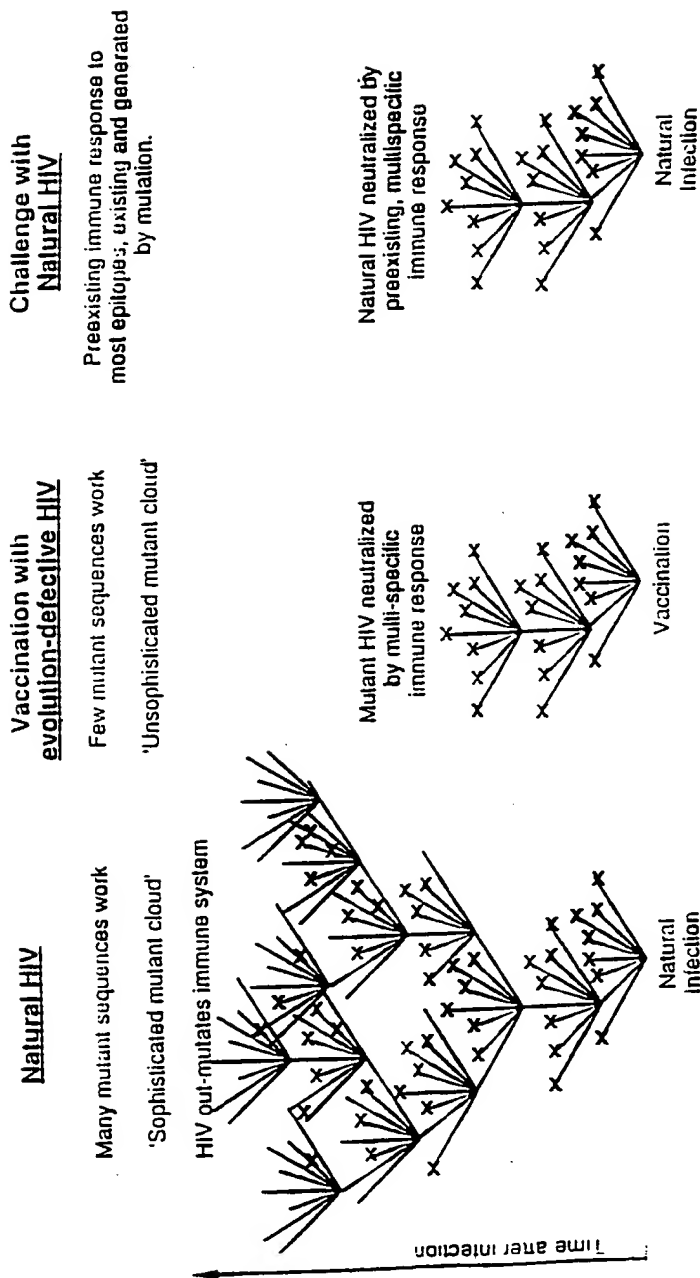 Natural HIV
Many mutant sequences work
'Sophisticated mutant cloud'
HIV out-mutates immune system
Natural
Infection
Time after infection
Vaccination with
evolution-defective HIV
Few mutant sequences work
'Unsophisticated mutant cloud'
Mutant HIV neutralized
by multi-specific
immune response
Vaccination
Challenge with
Natural HIV
Preexisting immune response to
most epitopes, existing and generated
by mutation.
Natural HIV neutralized by
preexisting, multispecific
immune response
Natural
Infection